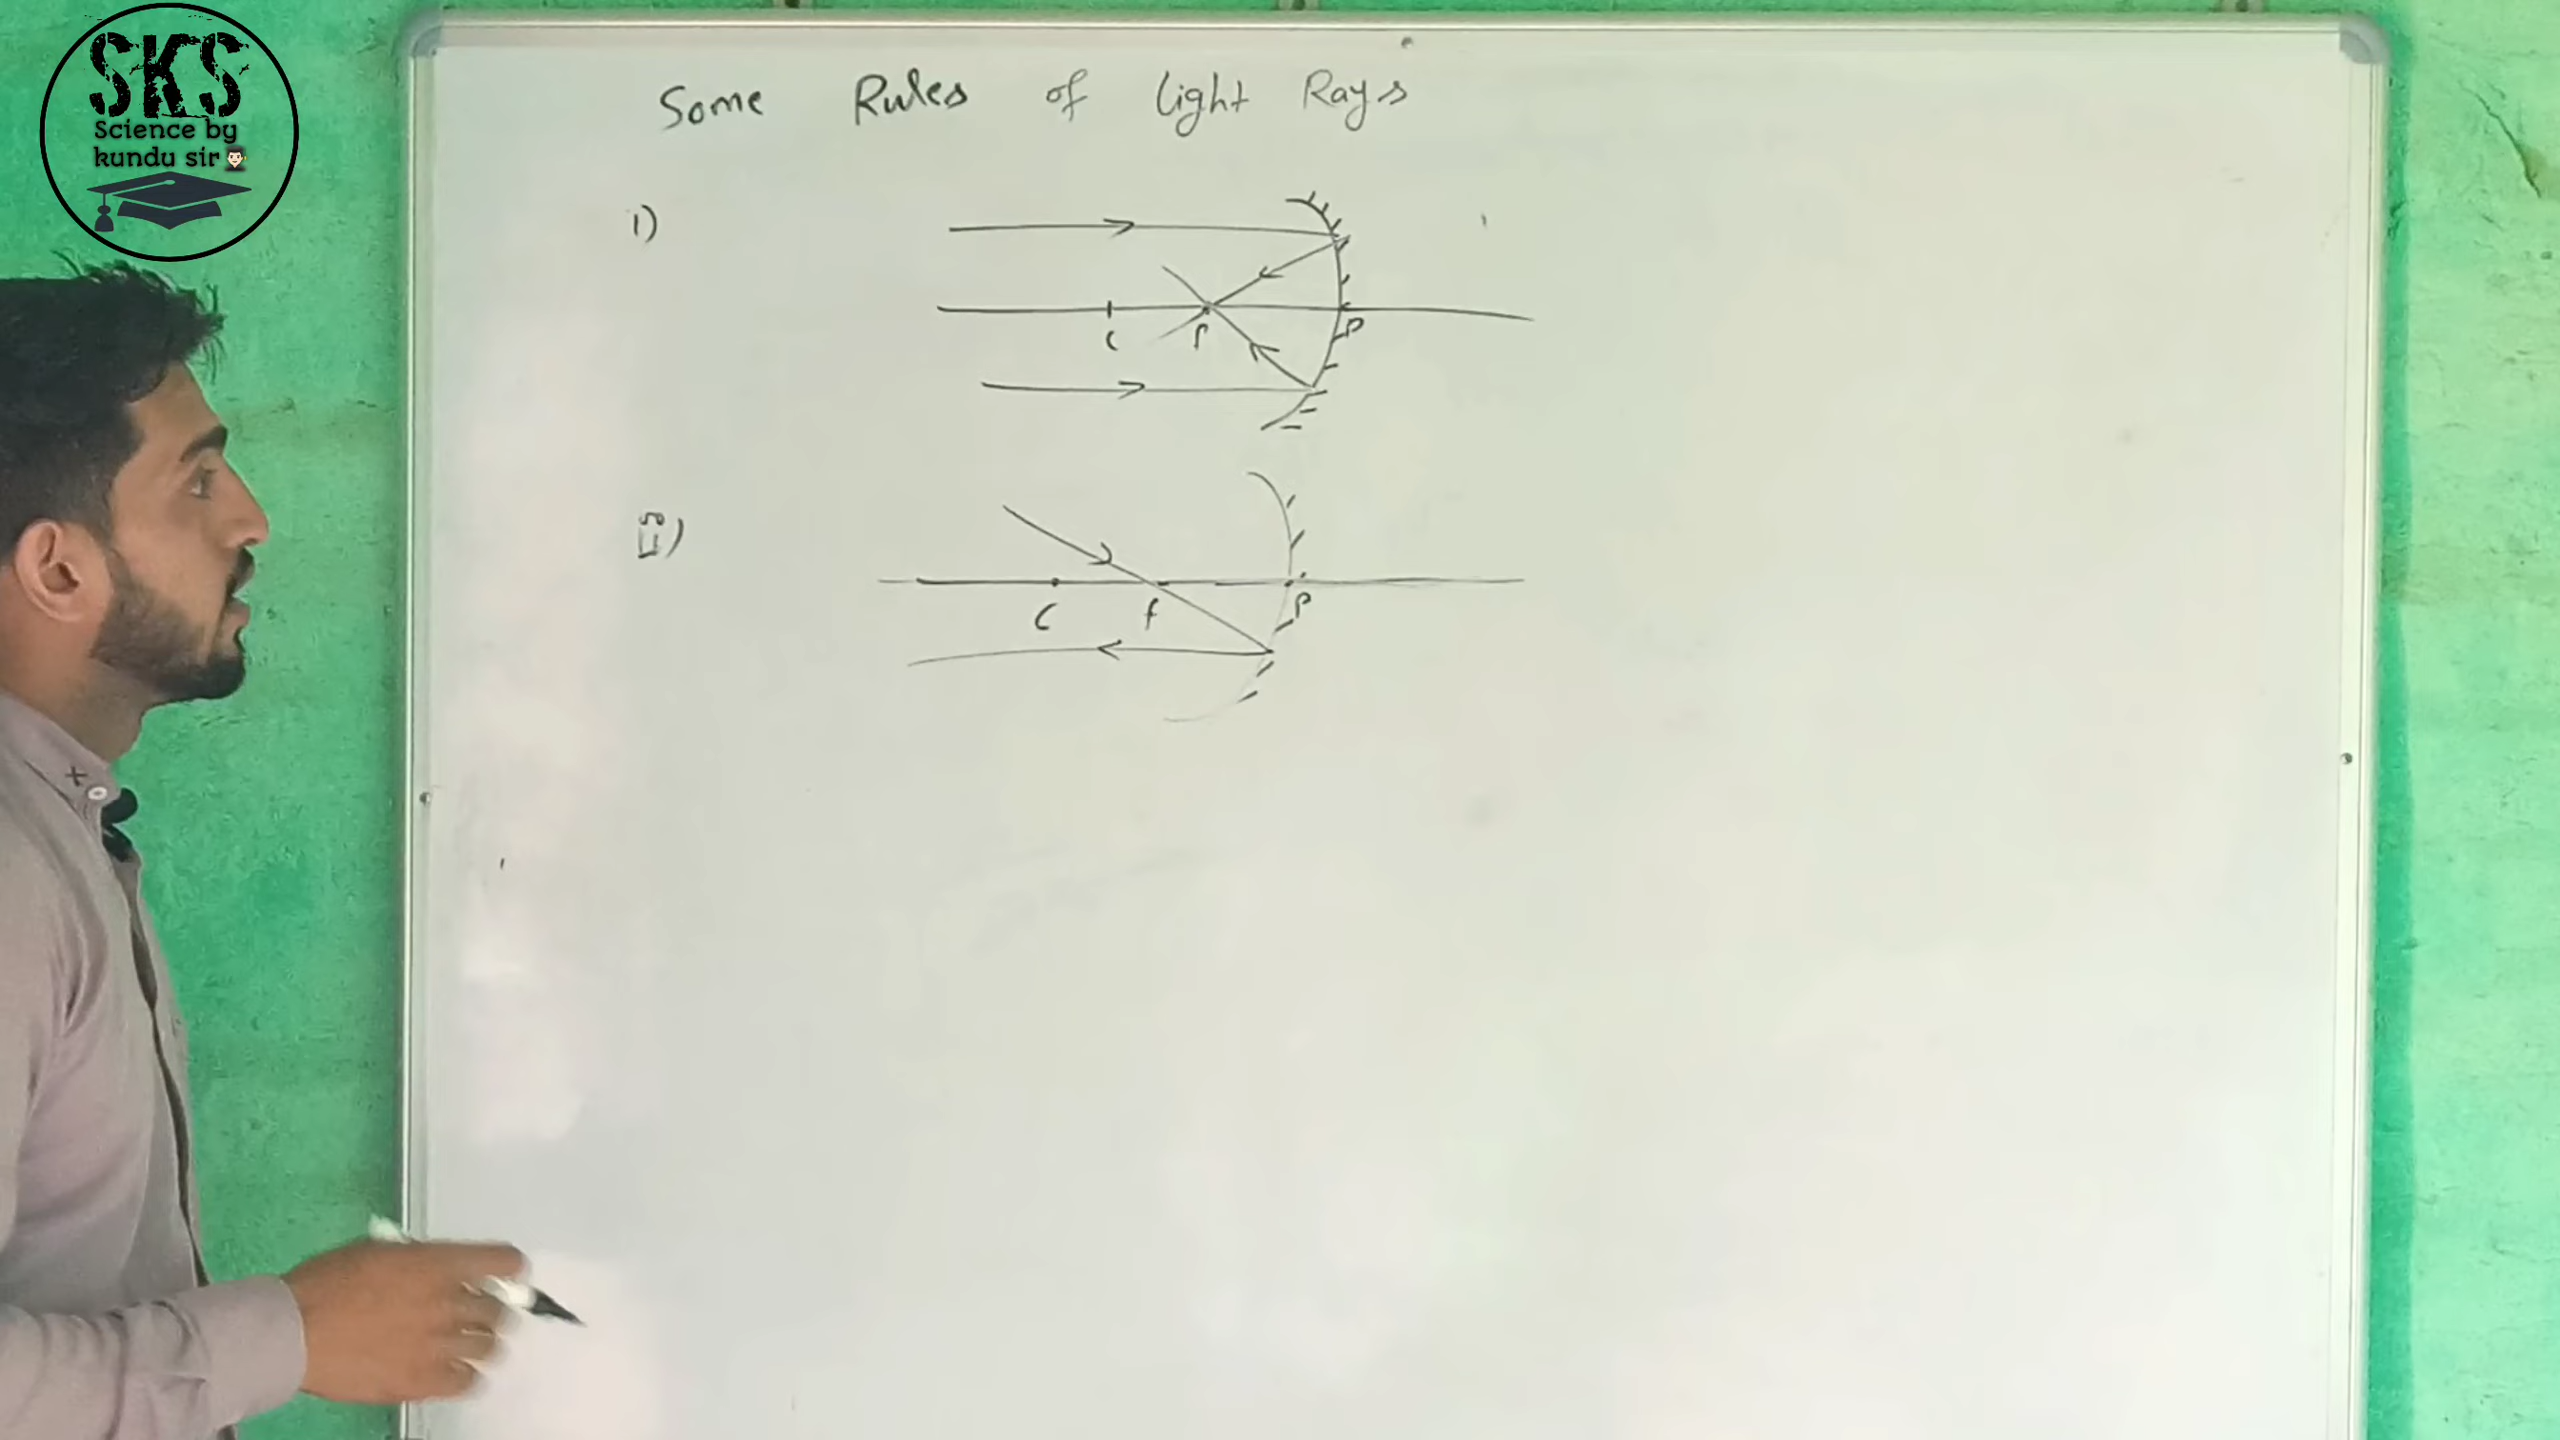 SKS
Science by
kundu sir
Some Rules of light Rays
i)
C f P
ii)
C f P